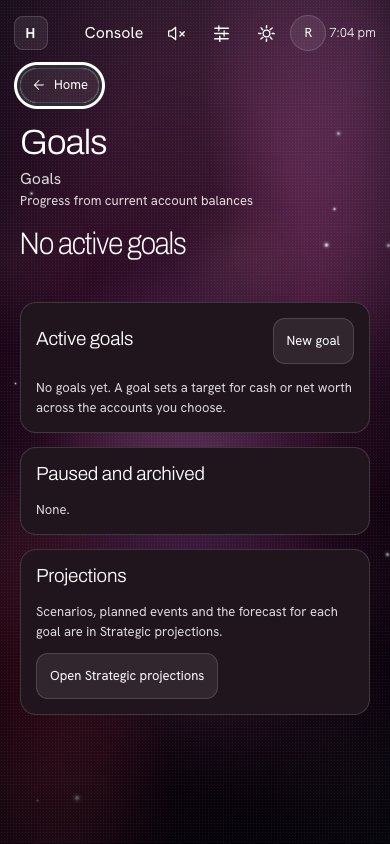 H Console R 7:04 pm
Home
Goals
Goals
Progress from current account balances
No active goals
Active goals
New goal
No goals yet. A goal sets a target for cash or net worth
across the accounts you choose.
Paused and archived
None.
Projections
Scenarios, planned events and the forecast for each
goal are in Strategic projections.
Open Strategic projections